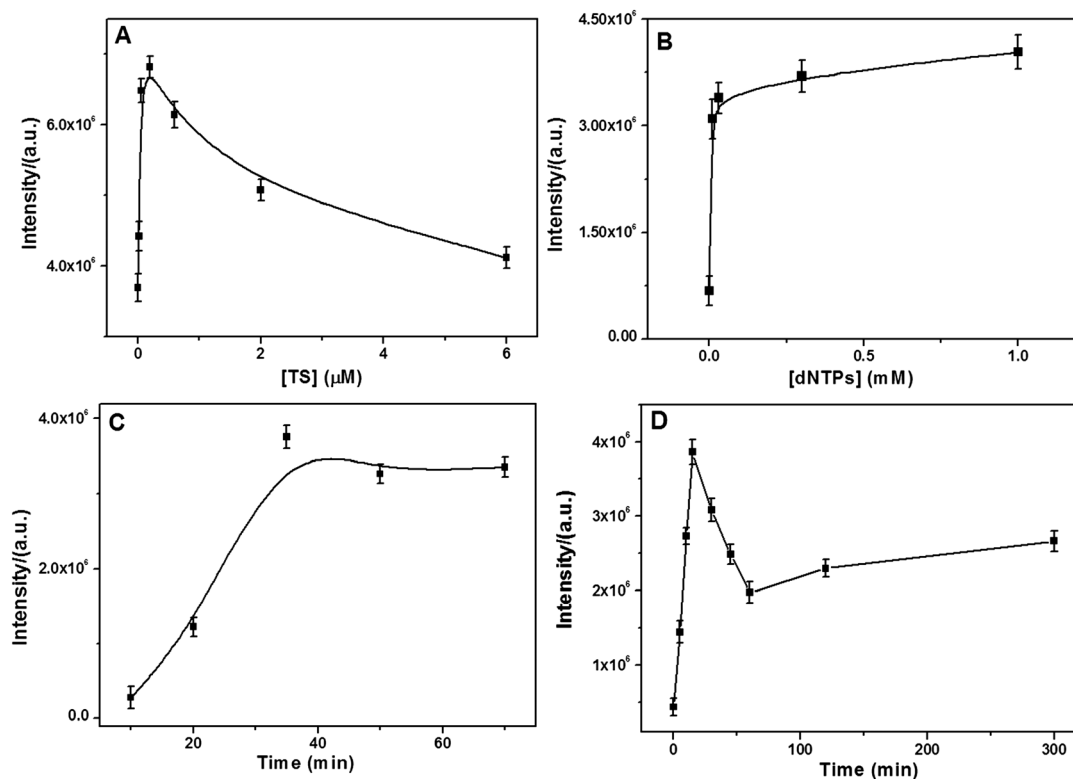 A
Intensity/(a.u.)
6.0x10⁶
4.0x10⁶
0
2
4
6
[TS] (μM)
B
Intensity/(a.u.)
4.50x10⁶
3.00x10⁶
1.50x10⁶
0.00
0.0
0.5
1.0
[dNTPs] (mM)
C
Intensity/(a.u.)
4.0x10⁶
2.0x10⁶
0.0
20
40
60
Time (min)
D
Intensity/(a.u.)
4x10⁶
3x10⁶
2x10⁶
1x10⁶
0
100
200
300
Time (min)